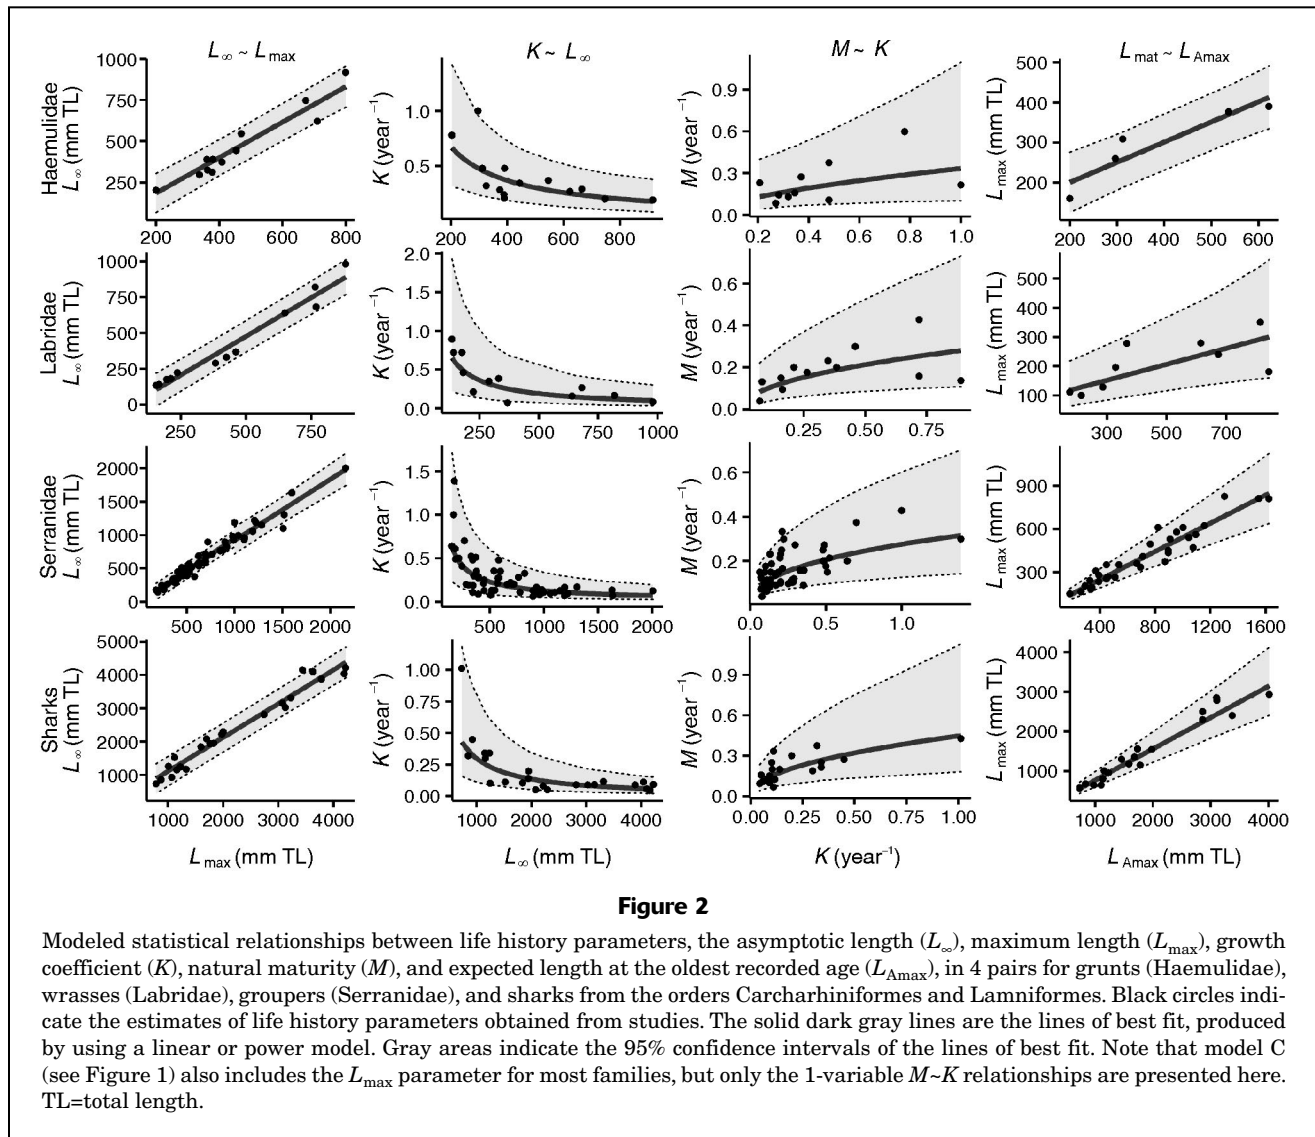 L∞ ~ Lmax
K ~ L∞
M ~ K
Lmat ~ LAmax
Haemulidae
L∞ (mm TL)
1000
750
500
250
200 400 600 800
K (year −1)
1.0
0.5
200 400 600 800
M (year−1)
0.9
0.6
0.3
0.0
0.2 0.4 0.6 0.8 1.0
Lmax (mm TL)
500
400
300
200
200 300 400 500 600
Labridae
L∞ (mm TL)
1000
750
500
250
0
250 500 750
K (year −1)
2.0
1.5
1.0
0.5
0.0
250 500 750 1000
M (year−1)
0.6
0.4
0.2
0.0
0.25 0.50 0.75
Lmax (mm TL)
500
400
300
200
100
300 500 700
Serranidae
L∞ (mm TL)
2000
1500
1000
500
0
500 1000 1500 2000
K (year −1)
1.5
1.0
0.5
0.0
500 1000 1500 2000
M (year−1)
0.6
0.4
0.2
0.0
0.0 0.5 1.0
Lmax (mm TL)
900
600
300
400 800 1200 1600
Sharks
L∞ (mm TL)
5000
4000
3000
2000
1000
1000 2000 3000 4000
K (year −1)
1.00
0.75
0.50
0.25
0.00
1000 2000 3000 4000
M (year−1)
0.9
0.6
0.3
0.0
0.00 0.25 0.50 0.75 1.00
Lmax (mm TL)
4000
3000
2000
1000
1000 2000 3000 4000
Lmax (mm TL)
L∞ (mm TL)
K (year−1)
LAmax (mm TL)
Figure 2
Modeled statistical relationships between life history parameters, the asymptotic length (L∞), maximum length (Lmax), growth
coefficient (K), natural maturity (M), and expected length at the oldest recorded age (LAmax), in 4 pairs for grunts (Haemulidae),
wrasses (Labridae), groupers (Serranidae), and sharks from the orders Carcharhiniformes and Lamniformes. Black circles indi-
cate the estimates of life history parameters obtained from studies. The solid dark gray lines are the lines of best fit, produced
by using a linear or power model. Gray areas indicate the 95% confidence intervals of the lines of best fit. Note that model C
(see Figure 1) also includes the Lmax parameter for most families, but only the 1-variable M~K relationships are presented here.
TL=total length.